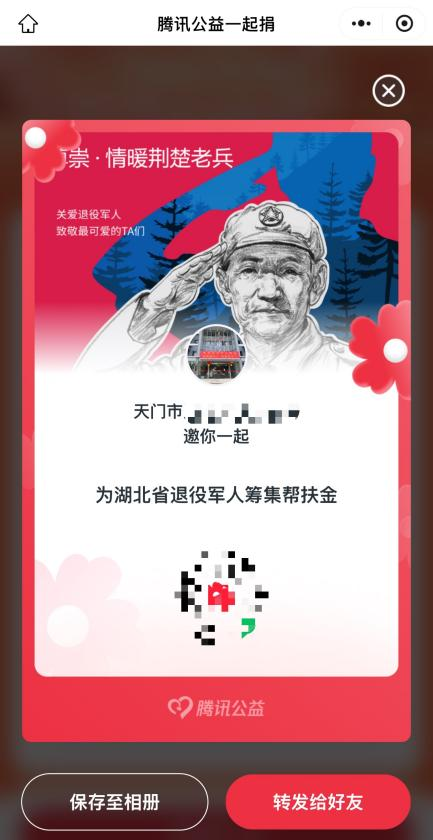 腾讯公益一起捐
崇·情暖荆楚老兵
关爱退役军人
致敬最可爱的TA们
天门市
邀你一起
为湖北省退役军人筹集帮扶金
腾讯公益
保存至相册
转发给好友